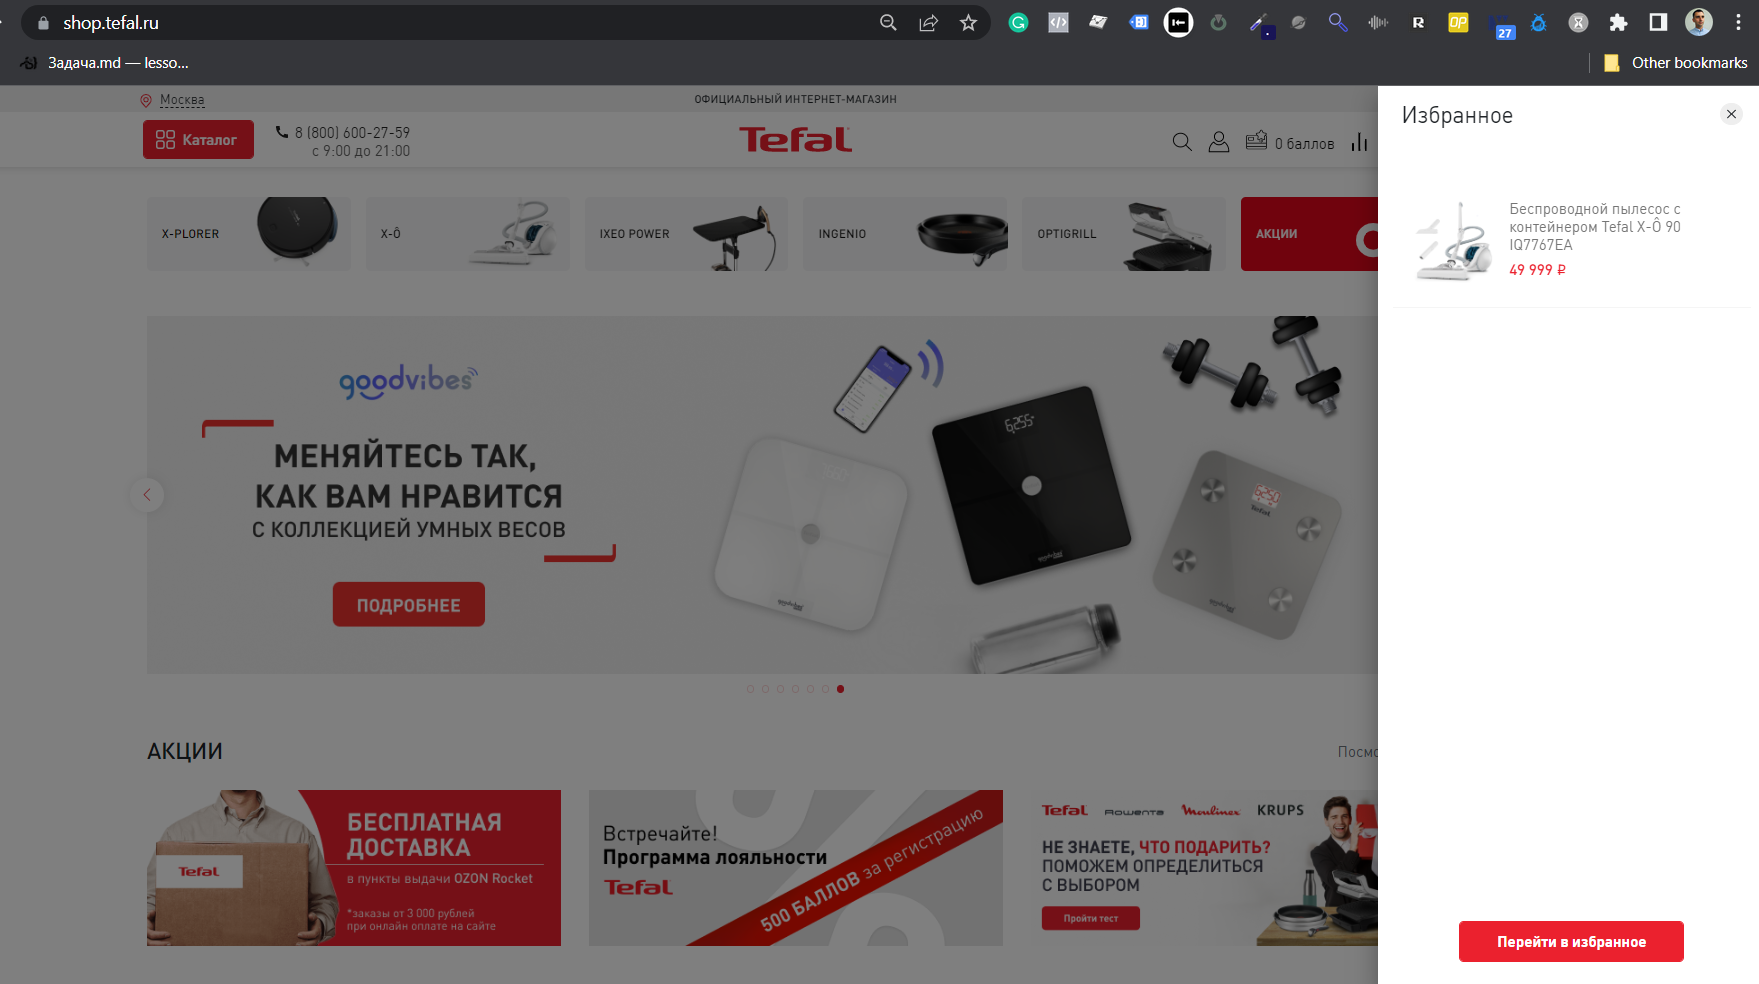 shop.tefal.ru
27
Задача.md — lesso...
Other bookmarks
Москва
ОФИЦИАЛЬНЫЙ ИНТЕРНЕТ-МАГАЗИН
Каталог
8 (800) 600-27-59
с 9:00 до 21:00
Tefal
0 баллов
Избранное
X-PLORER
X-Ô
IXEO POWER
INGENIO
OPTIGRILL
АКЦИИ
Беспроводной пылесос с
контейнером Tefal X-Ô 90
IQ7767EA
49 999 ₽
goodvibes
МЕНЯЙТЕСЬ ТАК,
КАК ВАМ НРАВИТСЯ
С КОЛЛЕКЦИЕЙ УМНЫХ ВЕСОВ
ПОДРОБНЕЕ
АКЦИИ
Посмо
БЕСПЛАТНАЯ
ДОСТАВКА
в пункты выдачи OZON Rocket
*заказы от 3 000 рублей
при онлайн оплате на сайте
Tefal
Встречайте!
Программа лояльности
Tefal
500 БАЛЛОВ за регистрацию
Tefal Rowenta Moulinex KRUPS
НЕ ЗНАЕТЕ, ЧТО ПОДАРИТЬ?
ПОМОЖЕМ ОПРЕДЕЛИТЬСЯ
С ВЫБОРОМ
Пройти тест
Перейти в избранное